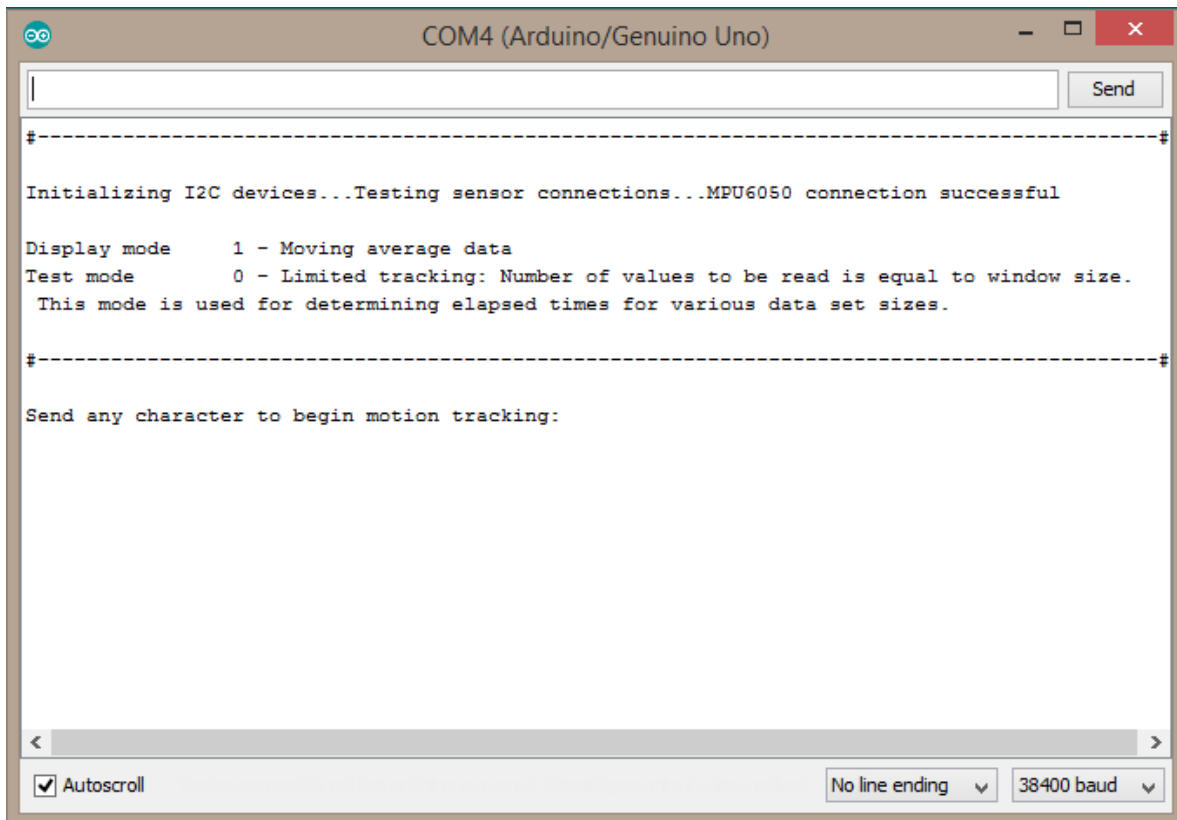 COM4 (Arduino/Genuino Uno)
Send
#--------------------------------------------------------------------------------------------#
Initializing I2C devices...Testing sensor connections...MPU6050 connection successful
Display mode     1 - Moving average data
Test mode        0 - Limited tracking: Number of values to be read is equal to window size.
 This mode is used for determining elapsed times for various data set sizes.
#--------------------------------------------------------------------------------------------#
Send any character to begin motion tracking:
Autoscroll
No line ending
38400 baud